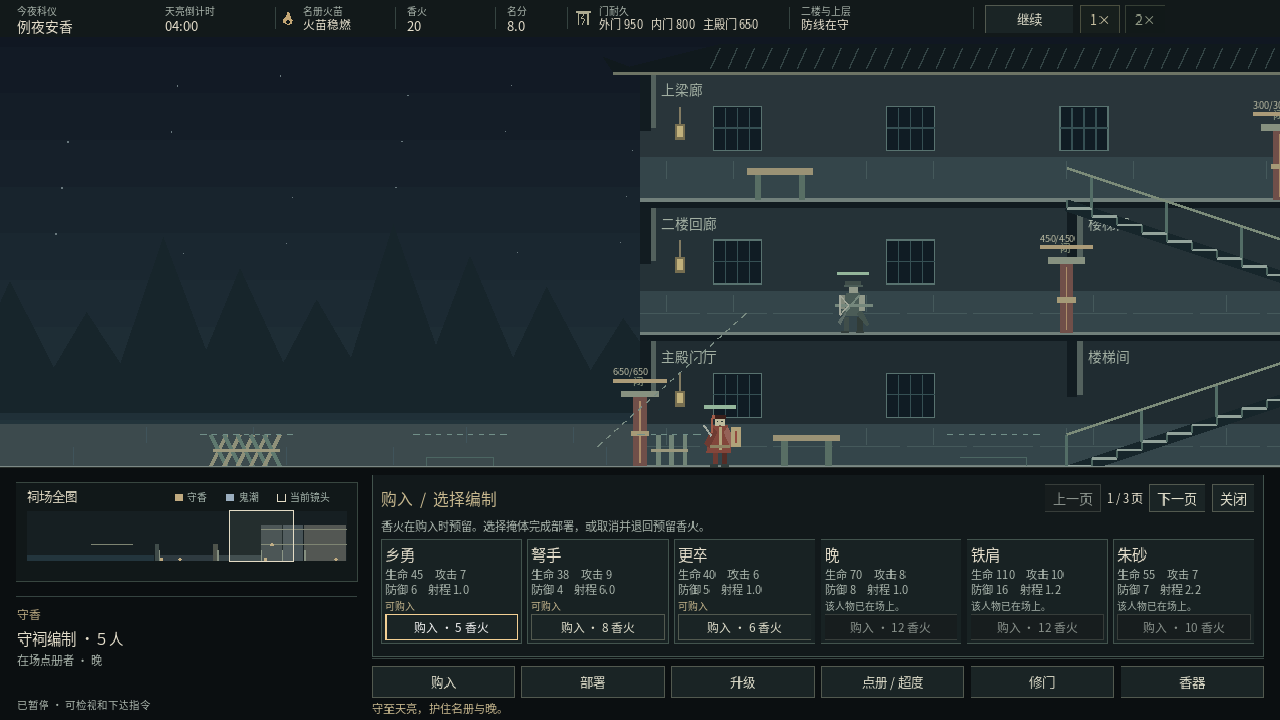 今夜科仪
例夜安香
天亮倒计时
04:00
名册火苗
火苗稳燃
香火
20
名分
8.0
门耐久
外门 950 内门 800 主殿门 650
二楼与上层
防线在守
继续
1×
2×
上梁廊
300/30
二楼回廊
450/450
闭
主殿门厅
楼梯间
650/650
闭
祠场全图
守香
鬼潮
当前镜头
守香
守祠编制 · 5 人
在场点册者 · 晚
已暂停 · 可检视和下达指令
购入 / 选择编制
上一页
1 / 3 页
下一页
关闭
香火在购入时预留。选择掩体完成部署，或取消并退回预留香火。
乡勇
生命 45 攻击 7
防御 6 射程 1.0
可购入
购入 · 5 香火
弩手
生命 38 攻击 9
防御 4 射程 6.0
可购入
购入 · 8 香火
更卒
生命 40 攻击 6
防御 5 射程 1.0
可购入
购入 · 6 香火
晚
生命 70 攻击 8
防御 8 射程 1.0
该人物已在场上。
购入 · 12 香火
铁肩
生命 110 攻击 10
防御 16 射程 1.2
该人物已在场上。
购入 · 12 香火
朱砂
生命 55 攻击 7
防御 7 射程 2.2
该人物已在场上。
购入 · 10 香火
购入
部署
升级
点册 / 超度
修门
香器
守至天亮，护住名册与晚。